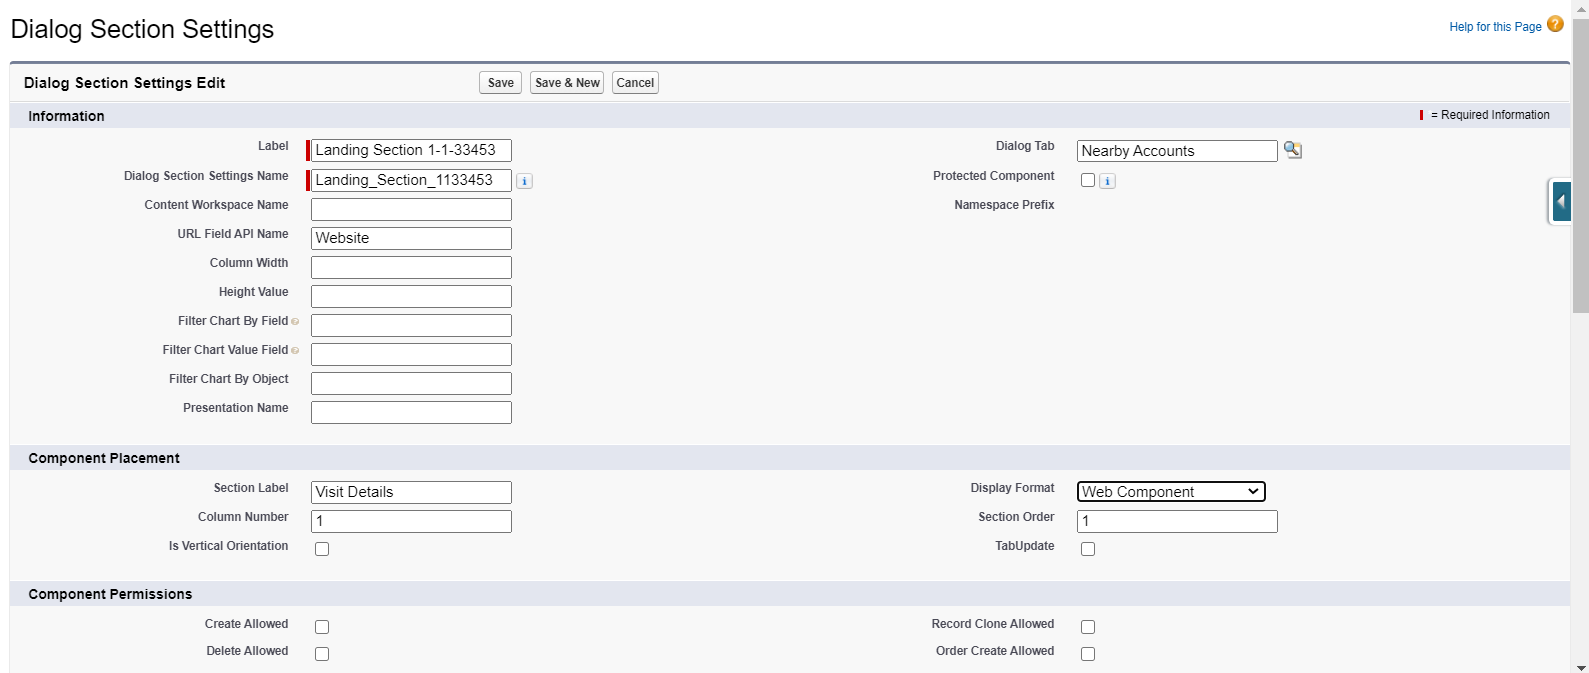 Dialog Section Settings
Help for this Page ?
Dialog Section Settings Edit Save Save & New Cancel
Information = Required Information
Label Landing Section 1-1-33453 Dialog Tab Nearby Accounts
Dialog Section Settings Name Landing_Section_1133453 i Protected Component i
Content Workspace Name Namespace Prefix
URL Field API Name Website
Column Width
Height Value
Filter Chart By Field
Filter Chart Value Field
Filter Chart By Object
Presentation Name
Component Placement
Section Label Visit Details Display Format Web Component
Column Number 1 Section Order 1
Is Vertical Orientation TabUpdate
Component Permissions
Create Allowed Record Clone Allowed
Delete Allowed Order Create Allowed